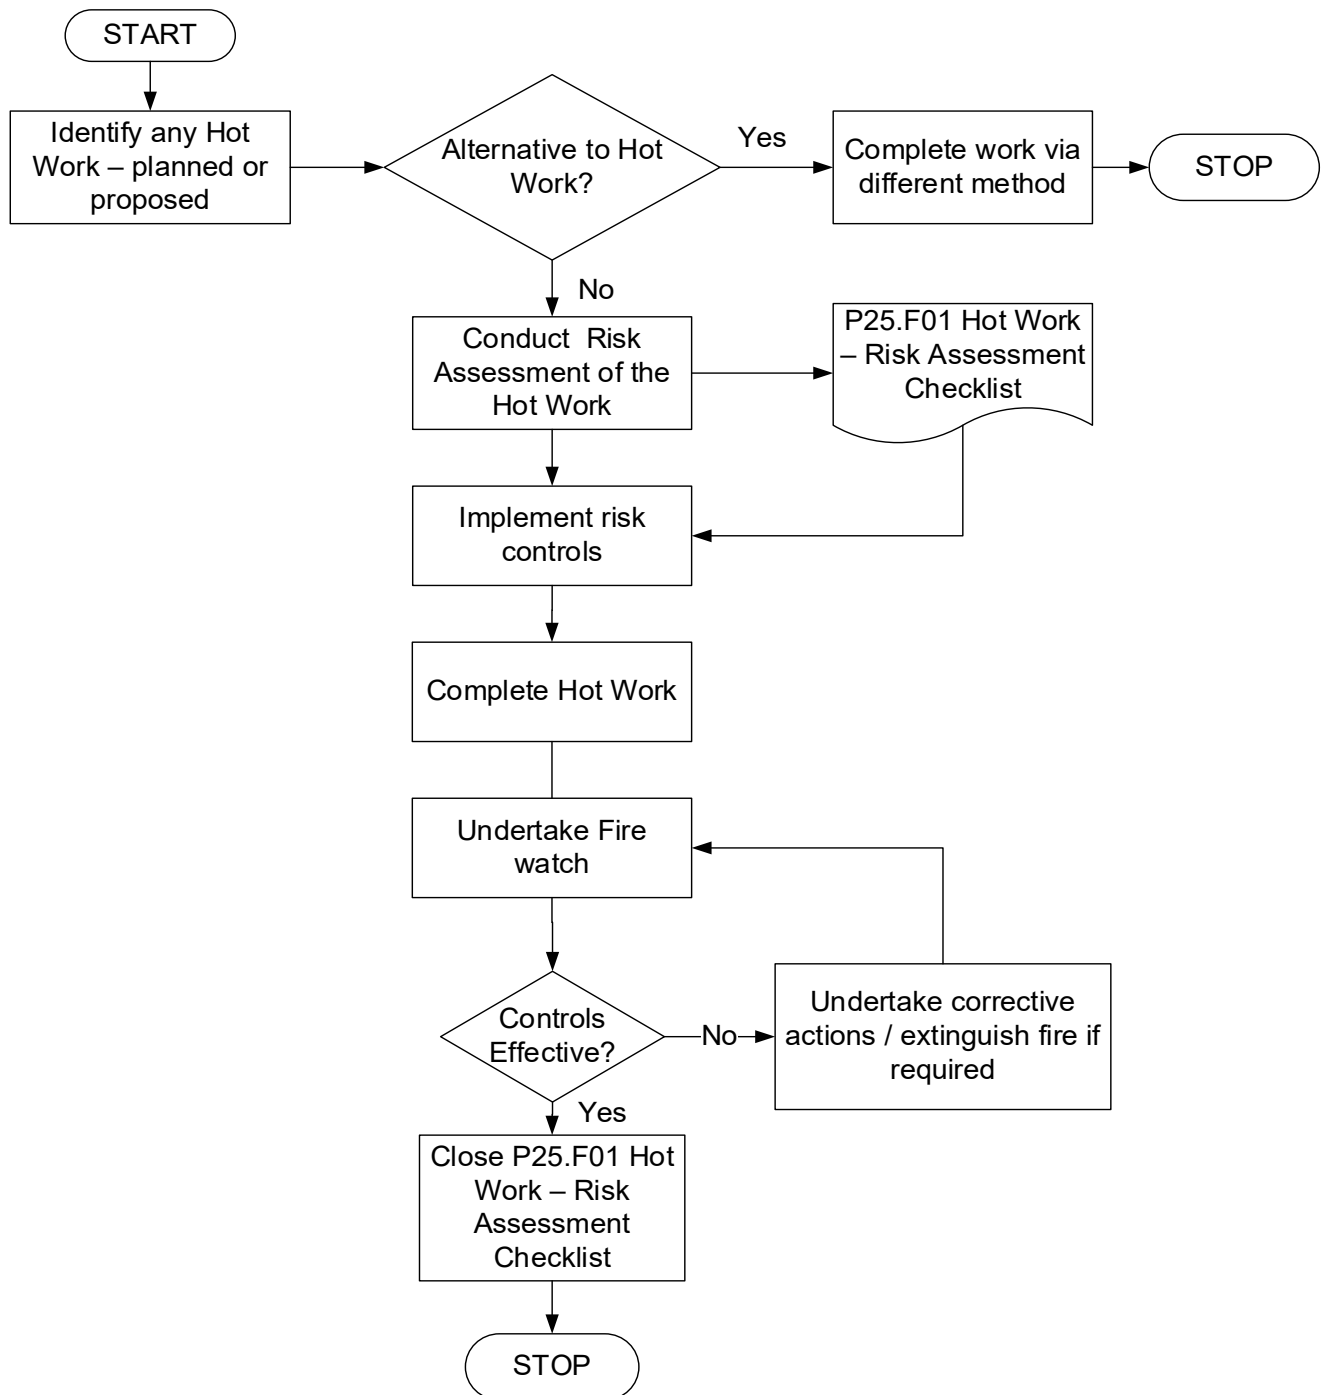 START
Identify any Hot
Work – planned or
proposed
Alternative to Hot
Work?
Yes
Complete work via
different method
STOP
No
Conduct  Risk
Assessment of the
Hot Work
P25.F01 Hot Work
– Risk Assessment
Checklist
Implement risk
controls
Complete Hot Work
Undertake Fire
watch
Controls
Effective?
No
Undertake corrective
actions / extinguish fire if
required
Yes
Close P25.F01 Hot
Work – Risk
Assessment
Checklist
STOP